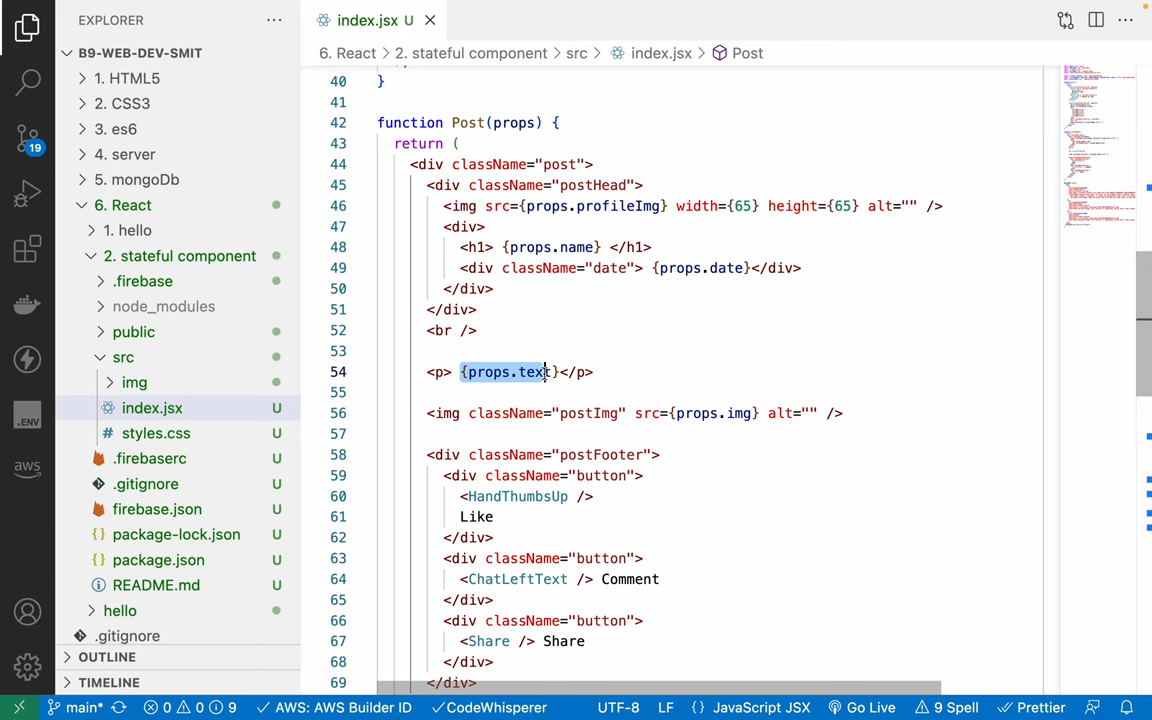 EXPLORER
index.jsx U
B9-WEB-DEV-SMIT
6. React > 2. stateful component > src > index.jsx > Post
1. HTML5
2. CSS3
3. es6
4. server
5. mongoDb
6. React
1. hello
2. stateful component
.firebase
node_modules
public
src
img
index.jsx U
styles.css U
.firebaserc U
.gitignore U
firebase.json U
package-lock.json U
package.json U
README.md U
hello
.gitignore
OUTLINE
TIMELINE
19
.ENV
aws
40 }
41
42 function Post(props) {
43 return (
44 <div className="post">
45 <div className="postHead">
46 <img src={props.profileImg} width={65} height={65} alt="" />
47 <div>
48 <h1> {props.name} </h1>
49 <div className="date"> {props.date}</div>
50 </div>
51 </div>
52 <br />
53
54 <p> {props.text}</p>
55
56 <img className="postImg" src={props.img} alt="" />
57
58 <div className="postFooter">
59 <div className="button">
60 <HandThumbsUp />
61 Like
62 </div>
63 <div className="button">
64 <ChatLeftText /> Comment
65 </div>
66 <div className="button">
67 <Share /> Share
68 </div>
69 </div>
main* 0 0 9 AWS: AWS Builder ID CodeWhisperer UTF-8 LF {} JavaScript JSX Go Live 9 Spell Prettier